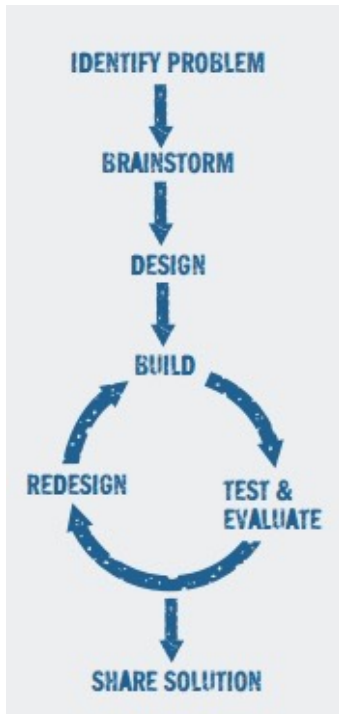 IDENTIFY PROBLEM
BRAINSTORM
DESIGN
BUILD
REDESIGN
TEST &
EVALUATE
SHARE SOLUTION